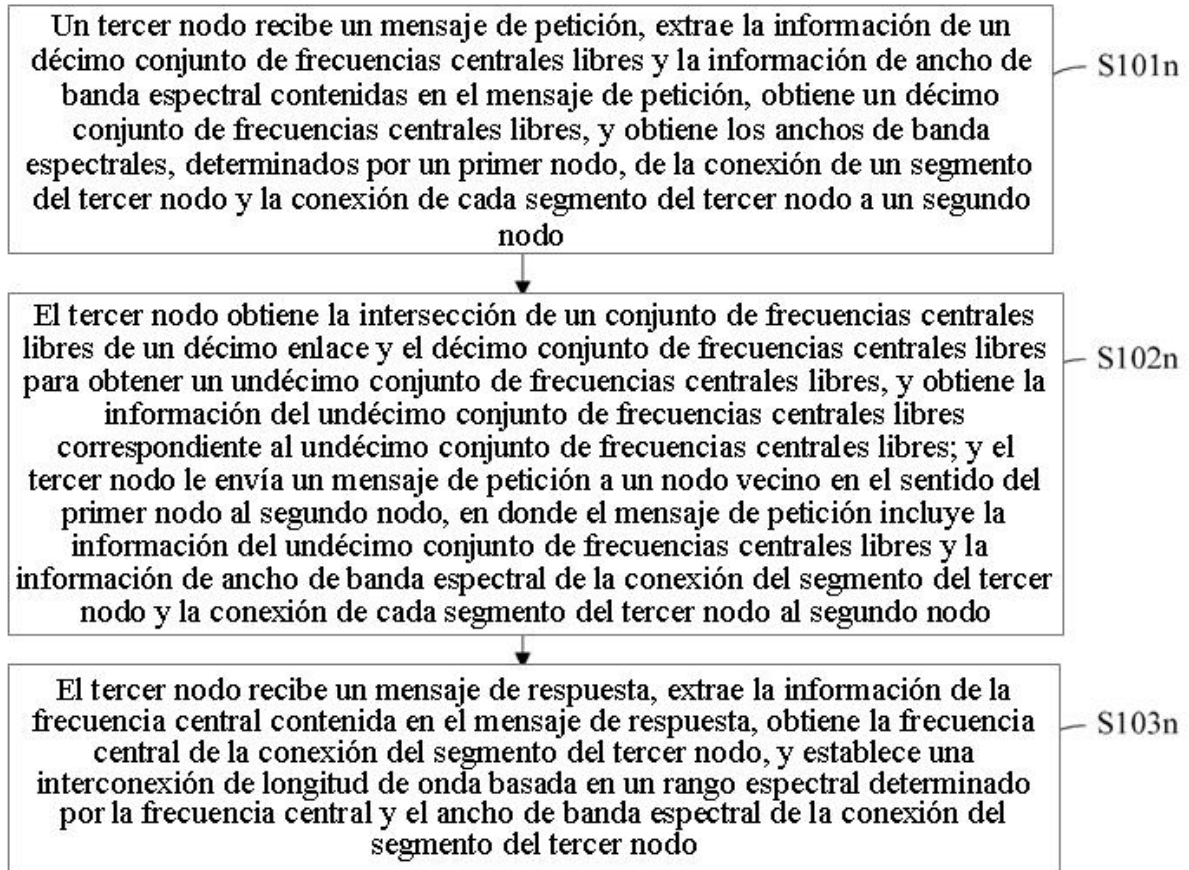 Un tercer nodo recibe un mensaje de petición, extrae la información de un
décimo conjunto de frecuencias centrales libres y la información de ancho de
banda espectral contenidas en el mensaje de petición, obtiene un décimo
conjunto de frecuencias centrales libres, y obtiene los anchos de banda
espectrales, determinados por un primer nodo, de la conexión de un segmento
del tercer nodo y la conexión de cada segmento del tercer nodo a un segundo
nodo
S101n
El tercer nodo obtiene la intersección de un conjunto de frecuencias centrales
libres de un décimo enlace y el décimo conjunto de frecuencias centrales libres
para obtener un undécimo conjunto de frecuencias centrales libres, y obtiene la
información del undécimo conjunto de frecuencias centrales libres
correspondiente al undécimo conjunto de frecuencias centrales libres; y el
tercer nodo le envía un mensaje de petición a un nodo vecino en el sentido del
primer nodo al segundo nodo, en donde el mensaje de petición incluye la
información del undécimo conjunto de frecuencias centrales libres y la
información de ancho de banda espectral de la conexión del segmento del tercer
nodo y la conexión de cada segmento del tercer nodo al segundo nodo
S102n
El tercer nodo recibe un mensaje de respuesta, extrae la información de la
frecuencia central contenida en el mensaje de respuesta, obtiene la frecuencia
central de la conexión del segmento del tercer nodo, y establece una
interconexión de longitud de onda basada en un rango espectral determinado
por la frecuencia central y el ancho de banda espectral de la conexión del
segmento del tercer nodo
S103n